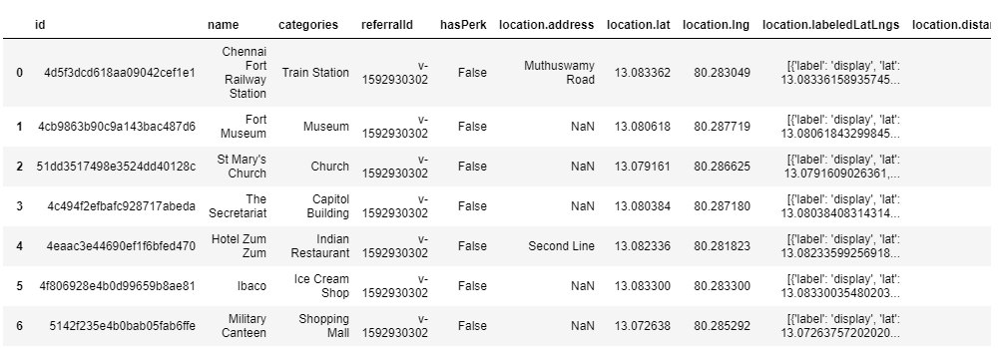 id name categories referralId hasPerk location.address location.lat location.lng location.labeledLatLngs location.distan
0 4d5f3dcd618aa09042cef1e1 Chennai Fort Railway Station Train Station v-1592930302 False Muthuswamy Road 13.083362 80.283049 [{'label': 'display', 'lat': 13.08336158935745...
1 4cb9863b90c9a143bac487d6 Fort Museum Museum v-1592930302 False NaN 13.080618 80.287719 [{'label': 'display', 'lat': 13.08061843299845...
2 51dd3517498e3524dd40128c St Mary's Church Church v-1592930302 False NaN 13.079161 80.286625 [{'label': 'display', 'lat': 13.0791609026361,...
3 4c494f2efbafc928717abeda The Secretariat Capitol Building v-1592930302 False NaN 13.080384 80.287180 [{'label': 'display', 'lat': 13.08038408314314...
4 4eaac3e44690ef1f6bfed470 Hotel Zum Zum Indian Restaurant v-1592930302 False Second Line 13.082336 80.281823 [{'label': 'display', 'lat': 13.08233599256918...
5 4f806928e4b0d99659b8ae81 Ibaco Ice Cream Shop v-1592930302 False NaN 13.083300 80.283300 [{'label': 'display', 'lat': 13.08330035480203...
6 5142f235e4b0bab05fab6ffe Military Canteen Shopping Mall v-1592930302 False NaN 13.072638 80.285292 [{'label': 'display', 'lat': 13.07263757202020...